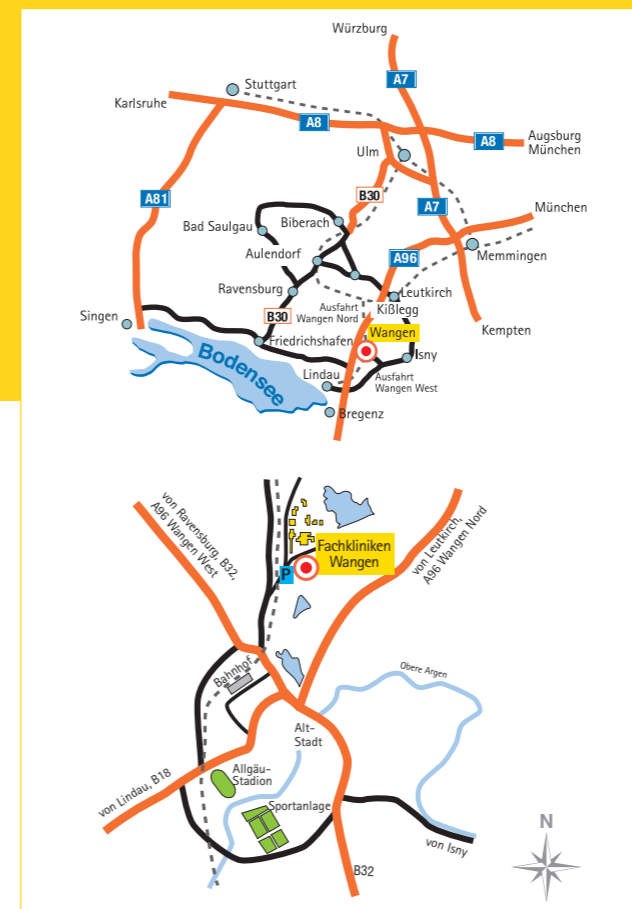 Würzburg
A7
Stuttgart
Karlsruhe
A8
A8
Augsburg
München
Ulm
B30
A81
A7
München
Bad Saulgau
Biberach
Aulendorf
A96
Memmingen
Ravensburg
Leutkirch
Ausfahrt
Wangen Nord
Kißlegg
Singen
B30
Wangen
Kempten
Friedrichshafen
Isny
Bodensee
Lindau
Ausfahrt
Wangen West
Bregenz
von Ravensburg, B32,
A96 Wangen West
von Leutkirch,
A96 Wangen Nord
Fachkliniken
Wangen
P
Bahnhof
Obere Argen
Alt-
Stadt
Allgäu-
Stadion
von Lindau, B18
Sportanlage
N
von Isny
B32